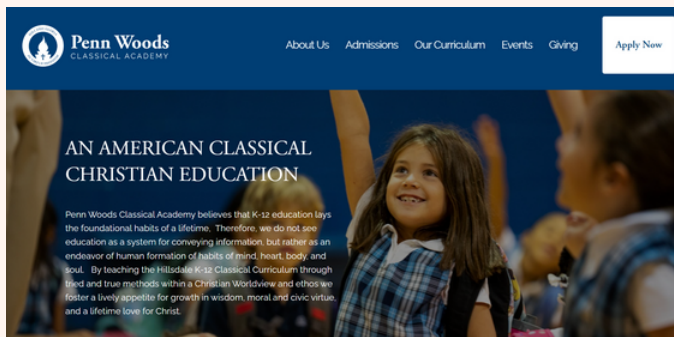 Penn Woods
CLASSICAL ACADEMY
About Us Admissions Our Curriculum Events Giving Apply Now
AN AMERICAN CLASSICAL
CHRISTIAN EDUCATION
Penn Woods Classical Academy believes that K-12 education lays
the foundational habits of a lifetime. Therefore, we do not see
education as a system for conveying information, but rather as an
endeavor of human formation of habits of mind, heart, body, and
soul. By teaching the Hillsdale K-12 Classical Curriculum through
tried and true methods within a Christian Worldview and ethos we
foster a lively appetite for growth in wisdom, moral and civic virtue,
and a lifetime love for Christ.